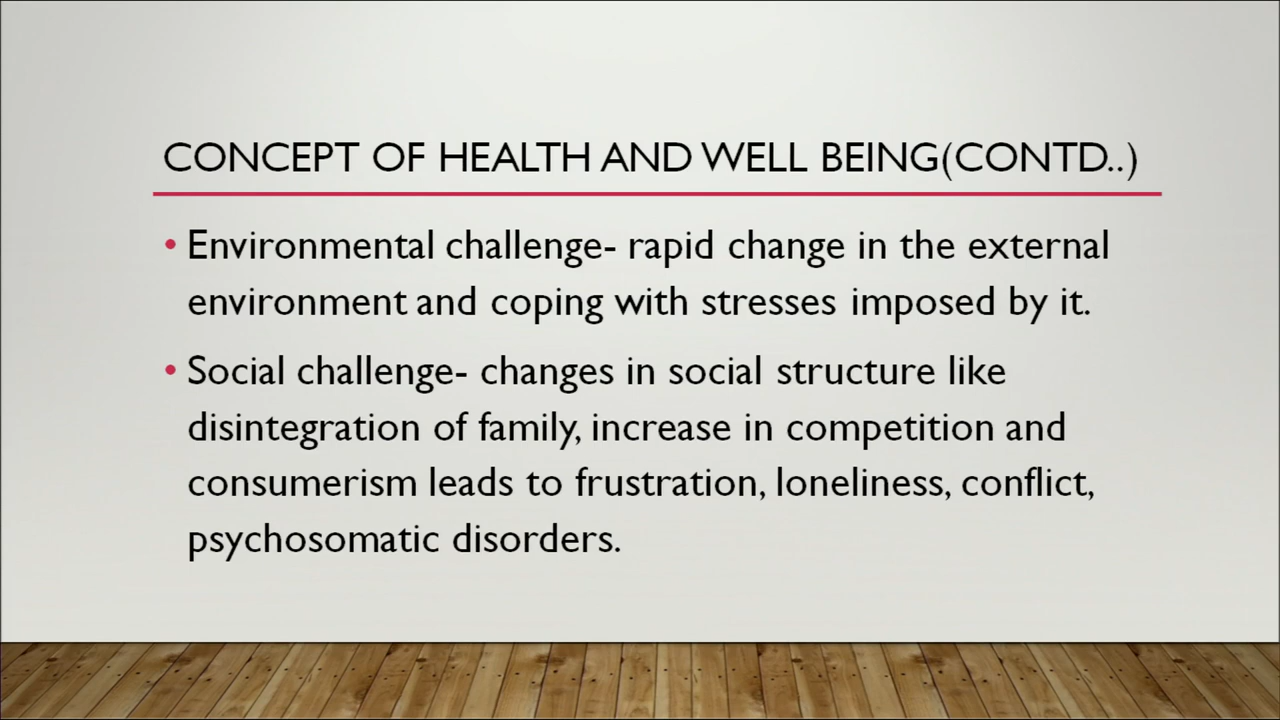 CONCEPT OF HEALTH AND WELL BEING(CONTD..)
• Environmental challenge- rapid change in the external
environment and coping with stresses imposed by it.
• Social challenge- changes in social structure like
disintegration of family, increase in competition and
consumerism leads to frustration, loneliness, conflict,
psychosomatic disorders.